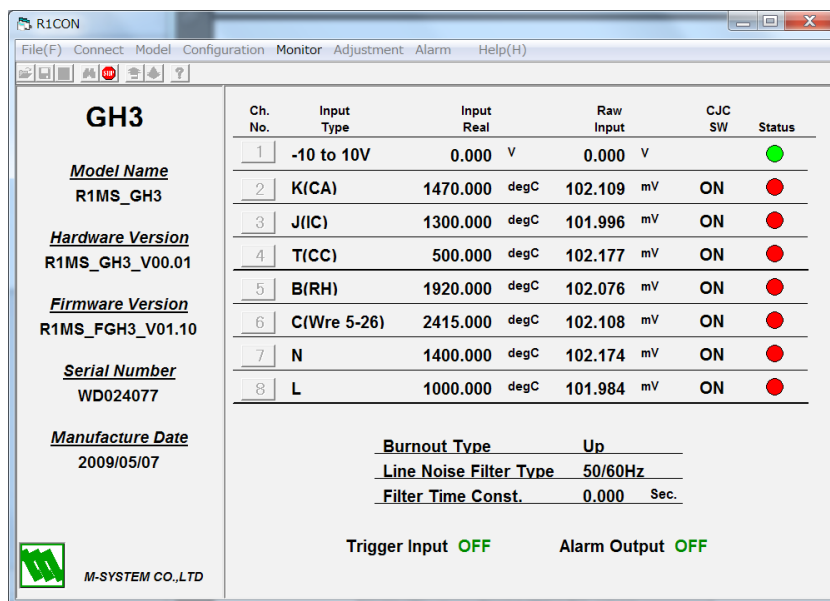 R1CON
File(F) Connect Model Configuration Monitor Adjustment Alarm Help(H)
STOP ?
GH3
Model Name
R1MS_GH3
Hardware Version
R1MS_GH3_V00.01
Firmware Version
R1MS_FGH3_V01.10
Serial Number
WD024077
Manufacture Date
2009/05/07
M-SYSTEM CO.,LTD
Ch. Input Input Raw CJC
No. Type Real Input SW Status
1 -10 to 10V 0.000 V 0.000 V
2 K(CA) 1470.000 degC 102.109 mV ON
3 J(IC) 1300.000 degC 101.996 mV ON
4 T(CC) 500.000 degC 102.177 mV ON
5 B(RH) 1920.000 degC 102.076 mV ON
6 C(Wre 5-26) 2415.000 degC 102.108 mV ON
7 N 1400.000 degC 102.174 mV ON
8 L 1000.000 degC 101.984 mV ON
Burnout Type Up
Line Noise Filter Type 50/60Hz
Filter Time Const. 0.000 Sec.
Trigger Input OFF Alarm Output OFF